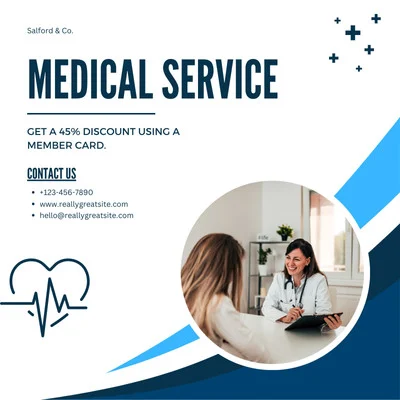 Salford & Co.
MEDICAL SERVICE
GET A 45% DISCOUNT USING A
MEMBER CARD.
CONTACT US
+123-456-7890
www.reallygreatsite.com
hello@reallygreatsite.com